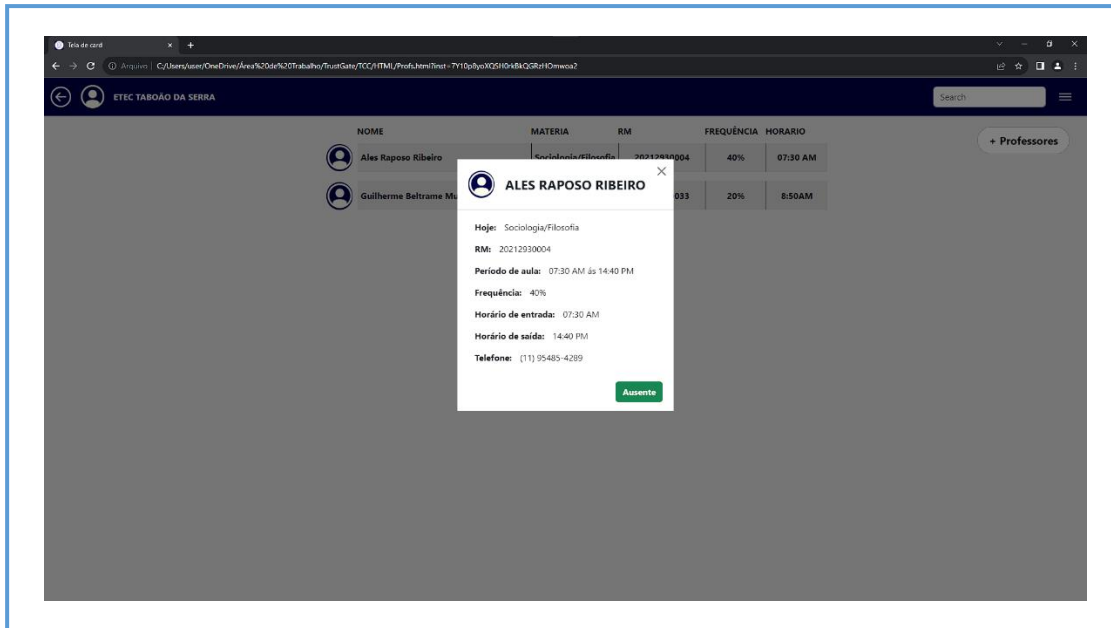 Tela de card
Arquivo | C:/Users/user/OneDrive/Área%20de%20Trabalho/TrustGate/TCC/HTML/Profs.html?inst=
ETEC TABOÃO DA SERRA
Search
NOME MATERIA RM FREQUÊNCIA HORARIO
+ Professores
Ales Raposo Ribeiro Sociologia/Filosofia 20212930004 40% 07:30 AM
Guilherme Beltrame Mu 033 20% 8:50AM
ALES RAPOSO RIBEIRO
Hoje: Sociologia/Filosofia
RM: 20212930004
Período de aula: 07:30 AM ás 14:40 PM
Frequência: 40%
Horário de entrada: 07:30 AM
Horário de saída: 14:40 PM
Telefone: (11) 95485-4289
Ausente